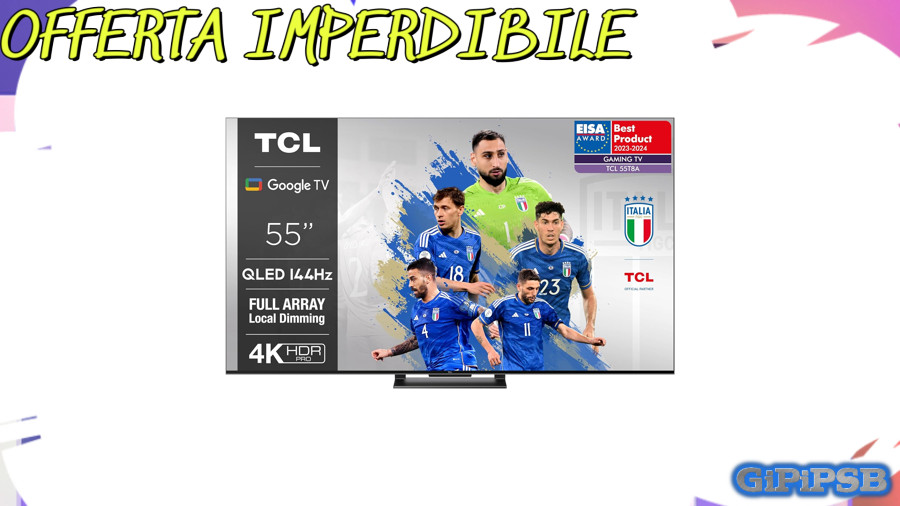 OFFERTA IMPERDIBILE
TCL
Google TV
55”
QLED 144Hz
FULL ARRAY
Local Dimming
4K HDR
PRO
EISA
AWARD
Best
Product
2023-2024
GAMING TV
TCL 55T8A
ITALIA
TCL
OFFICIAL PARTNER
1
18
23
4
11
GiPiPSB